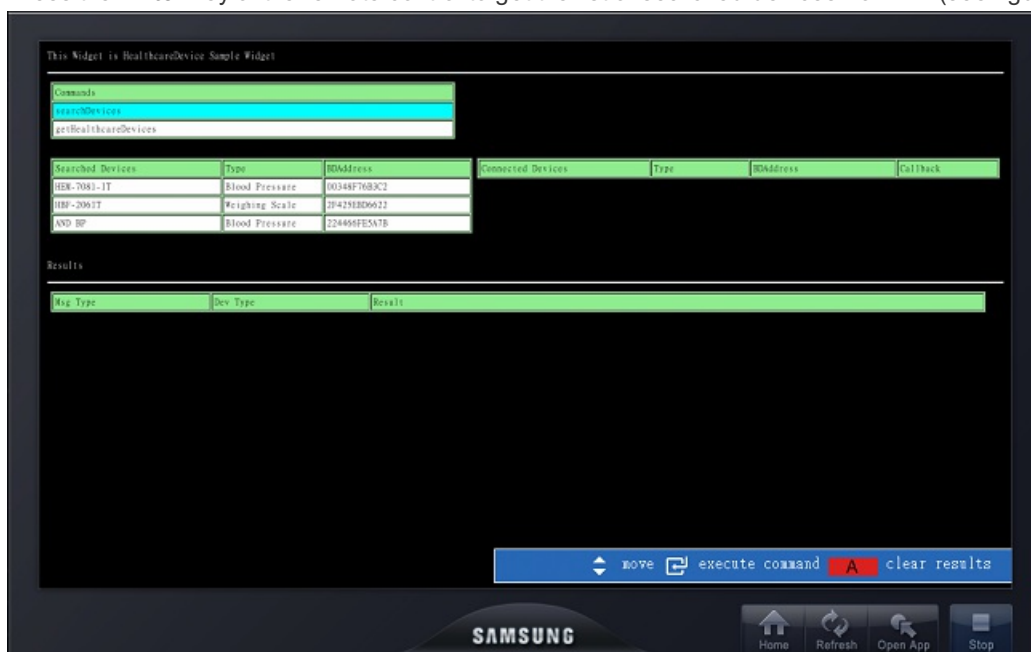 This Widget is HealthcareDevice Sample Widget
Commands
searchDevices
getHealthcareDevices
Searched Devices Type BDAddress Connected Devices Type BDAddress Callback
HEM-7081-IT Blood Pressure 00348F76B3C2
HBF-206IT Weighing Scale 2F425EBD6622
AND BP Blood Pressure 224466FE5A7B
Results
Msg Type Dev Type Result
move execute command A clear results
SAMSUNG
Home Refresh Open App Stop